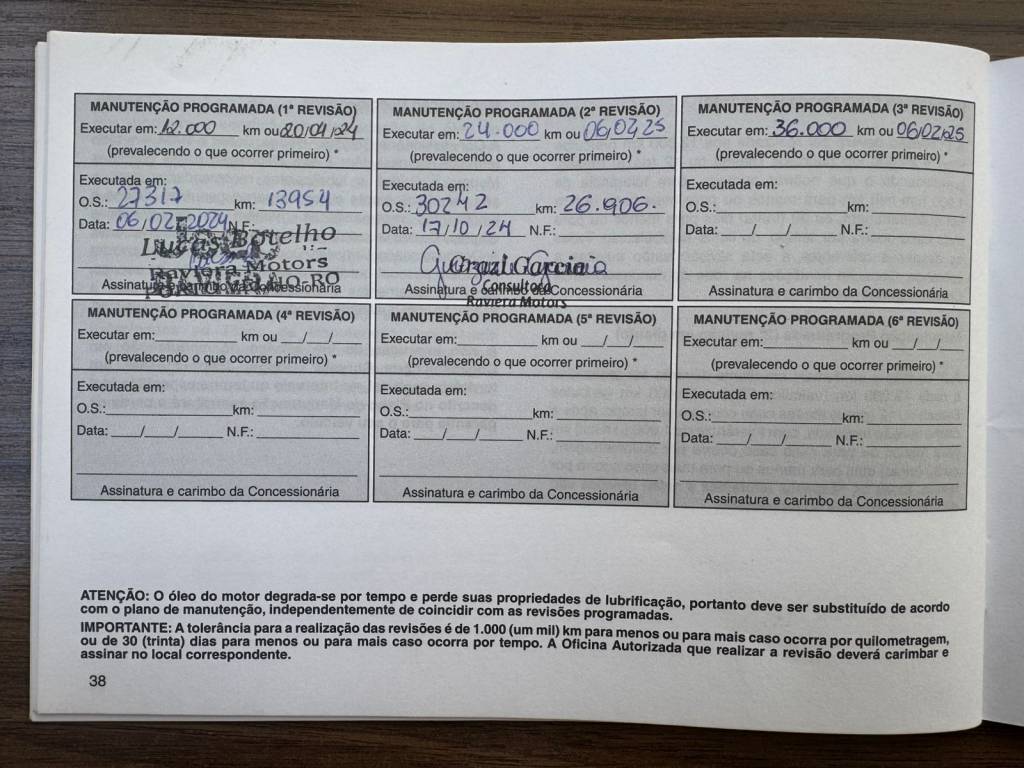 MANUTENÇÃO PROGRAMADA (1ª REVISÃO)
Executar em: 12.000 km ou 20/04/24
(prevalecendo o que ocorrer primeiro) *
Executada em:
O.S.: 27317 km: 13954
Data: 06/02/2024 N.F.:
Lucas Botelho
Raviera Motors
PORTO VELHO-RO
Assinatura e carimbo da Concessionária
MANUTENÇÃO PROGRAMADA (2ª REVISÃO)
Executar em: 24.000 km ou 06/02/25
(prevalecendo o que ocorrer primeiro) *
Executada em:
O.S.: 30242 km: 26.906.
Data: 17/10/24 N.F.:
Grazi Garcia
Consultora
Raviera Motors
Assinatura e carimbo da Concessionária
MANUTENÇÃO PROGRAMADA (3ª REVISÃO)
Executar em: 36.000 km ou 06/02/25
(prevalecendo o que ocorrer primeiro) *
Executada em:
O.S.: km:
Data: / / N.F.:
Assinatura e carimbo da Concessionária
MANUTENÇÃO PROGRAMADA (4ª REVISÃO)
Executar em: km ou / /
(prevalecendo o que ocorrer primeiro) *
Executada em:
O.S.: km:
Data: / / N.F.:
Assinatura e carimbo da Concessionária
MANUTENÇÃO PROGRAMADA (5ª REVISÃO)
Executar em: km ou / /
(prevalecendo o que ocorrer primeiro) *
Executada em:
O.S.: km:
Data: / / N.F.:
Assinatura e carimbo da Concessionária
MANUTENÇÃO PROGRAMADA (6ª REVISÃO)
Executar em: km ou / /
(prevalecendo o que ocorrer primeiro) *
Executada em:
O.S.: km:
Data: / / N.F.:
Assinatura e carimbo da Concessionária
ATENÇÃO: O óleo do motor degrada-se por tempo e perde suas propriedades de lubrificação, portanto deve ser substituído de acordo
com o plano de manutenção, independentemente de coincidir com as revisões programadas.
IMPORTANTE: A tolerância para a realização das revisões é de 1.000 (um mil) km para menos ou para mais caso ocorra por quilometragem,
ou de 30 (trinta) dias para menos ou para mais caso ocorra por tempo. A Oficina Autorizada que realizar a revisão deverá carimbar e
assinar no local correspondente.
38